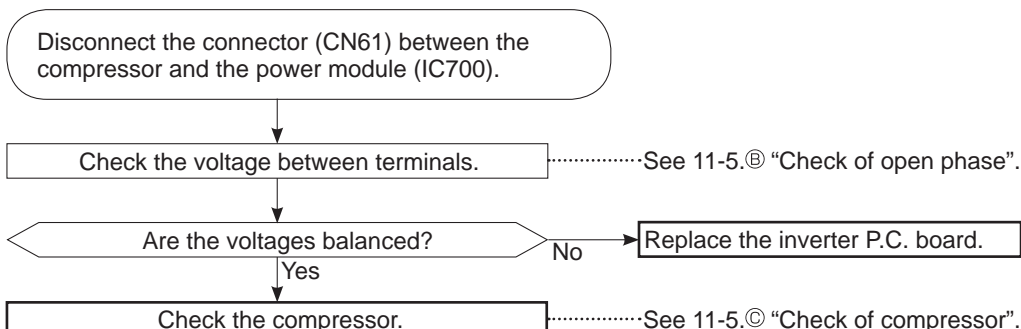 Disconnect the connector (CN61) between the
compressor and the power module (IC700).
Check the voltage between terminals.
See 11-5.Ⓑ “Check of open phase”.
Are the voltages balanced?
No
Replace the inverter P.C. board.
Yes
Check the compressor.
See 11-5.Ⓒ “Check of compressor”.